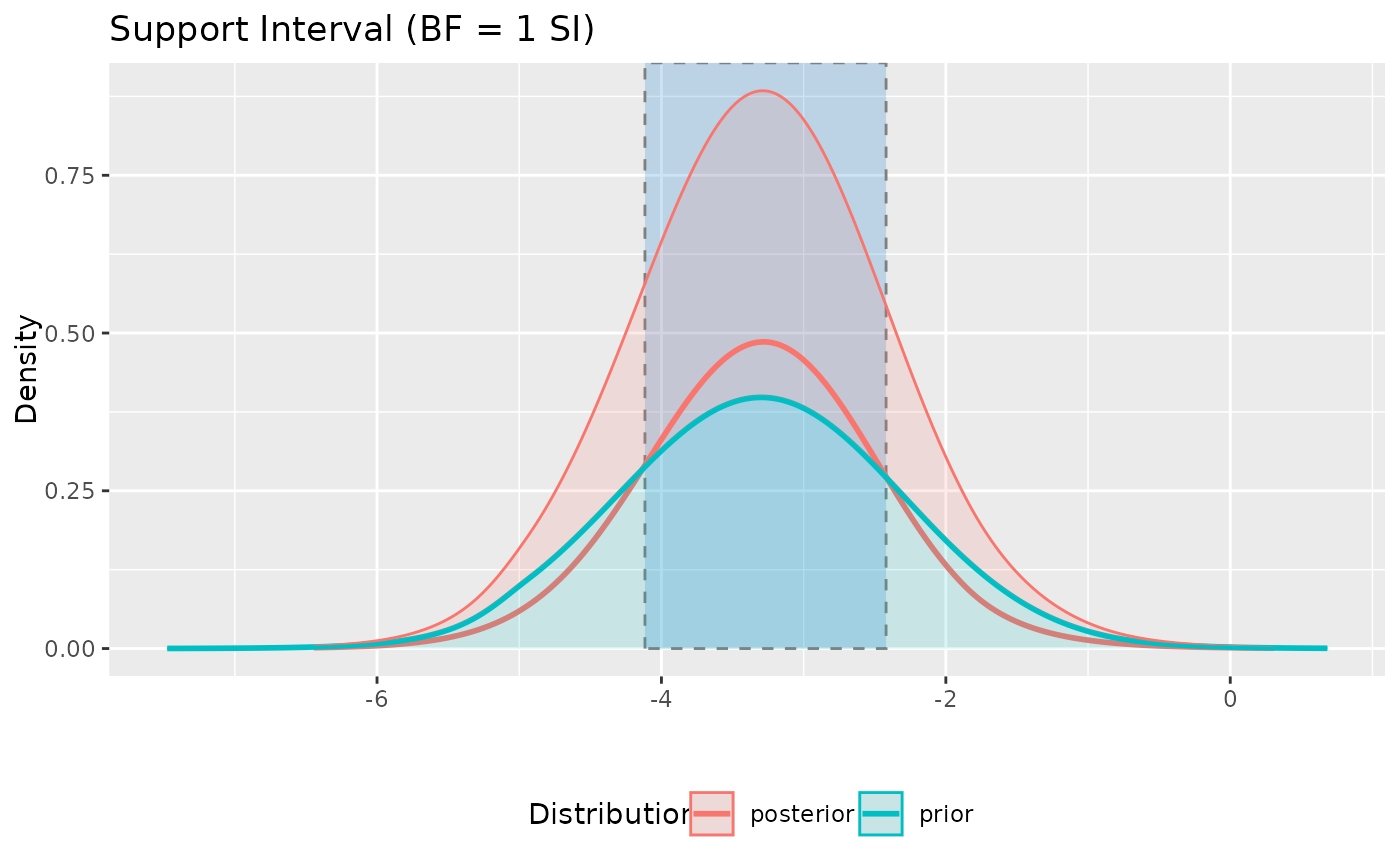 Support Interval (BF = 1 SI)
Density
0.75
0.50
0.25
0.00
-6 -4 -2 0
Distribution posterior prior